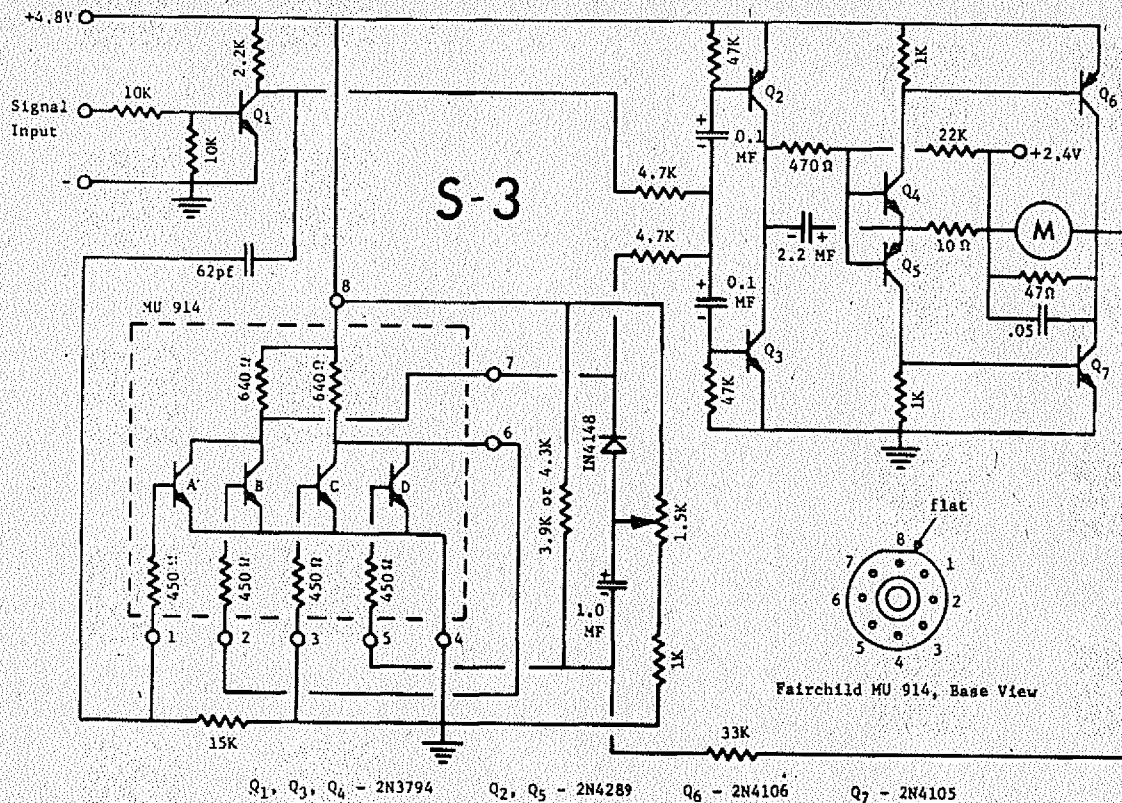 +4.8V
2.2K
Signal
Input
10K
10K
Q1
-
62pf
MU 914
8
640Ω
640Ω
7
6
A
B
C
D
450Ω
450Ω
450Ω
450Ω
1
2
3
5
4
15K
S-3
4.7K
4.7K
47K
Q2
+
-
0.1
MF
470Ω
- +
2.2 MF
+
-
0.1
MF
Q3
47K
1K
Q4
Q5
1K
22K
+2.4V
10Ω
M
47Ω
.05
Q6
Q7
IN4148
3.9K or 4.3K
1.5K
+
-
1.0
MF
1K
33K
flat
8
7
1
6
2
5
3
4
Fairchild MU 914, Base View
Q1, Q3, Q4 - 2N3794 Q2, Q5 - 2N4289 Q6 - 2N4106 Q7 - 2N4105